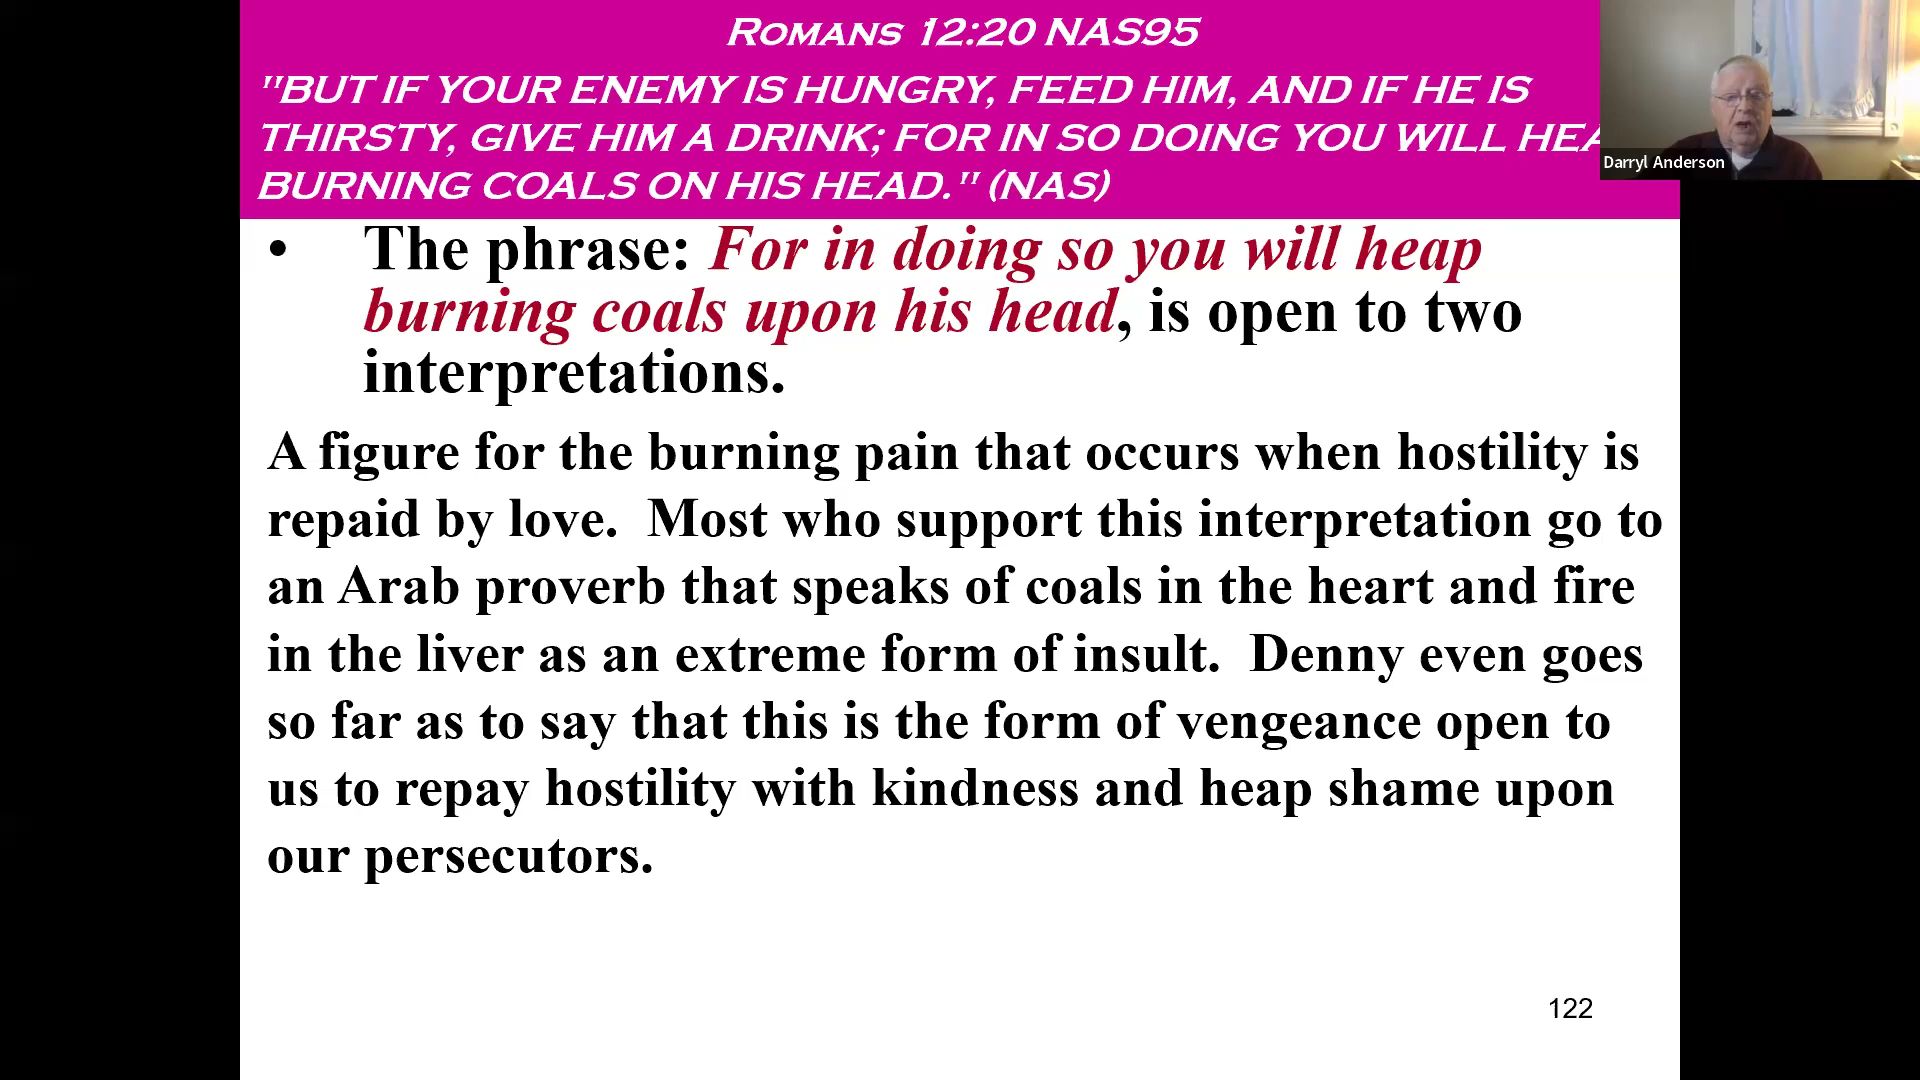 ROMANS 12:20 NAS95
"BUT IF YOUR ENEMY IS HUNGRY, FEED HIM, AND IF HE IS
THIRSTY, GIVE HIM A DRINK; FOR IN SO DOING YOU WILL
BURNING COALS ON HIS HEAD." (NAS)
Darryl Anderson
• The phrase: For in doing so you will heap
burning coals upon his head, is open to two
interpretations.
A figure for the burning pain that occurs when hostility is
repaid by love. Most who support this interpretation go to
an Arab proverb that speaks of coals in the heart and fire
in the liver as an extreme form of insult. Denny even goes
so far as to say that this is the form of vengeance open to
us to repay hostility with kindness and heap shame upon
our persecutors.
122